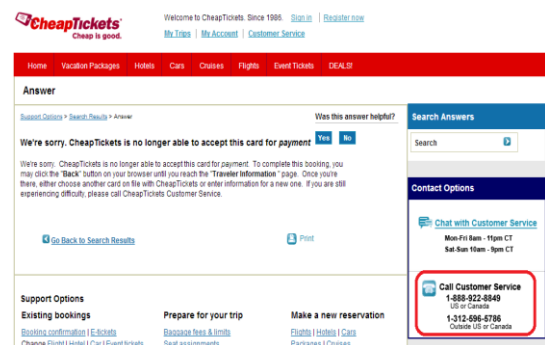 CheapTickets
Cheap is good.
Welcome to CheapTickets. Since 1986. Sign in | Register now
My Trips | My Account | Customer Service
Home Vacation Packages Hotels Cars Cruises Flights Event Tickets DEALS!
Answer
Support Options > Search Results > Answer
Was this answer helpful?
Yes No
We're sorry. CheapTickets is no longer able to accept this card for payment
We're sorry. CheapTickets is no longer able to accept this card for payment. To complete this booking, you
may click the "Back" button on your browser until you reach the "Traveler Information" page. Once you're
there, either choose another card on file with CheapTickets or enter information for a new one. If you are still
experiencing difficulty, please call CheapTickets Customer Service.
Go Back to Search Results
Print
Support Options
Existing bookings
Booking confirmation | E-tickets
Change Flight | Hotel | Car | Event tickets
Prepare for your trip
Baggage fees & limits
Seat assignments
Make a new reservation
Flights | Hotels | Cars
Packages | Cruises
Search Answers
Search
Contact Options
Chat with Customer Service
Mon-Fri 8am - 11pm CT
Sat-Sun 10am - 9pm CT
Call Customer Service
1-888-922-8849
US or Canada
1-312-596-5786
Outside US or Canada